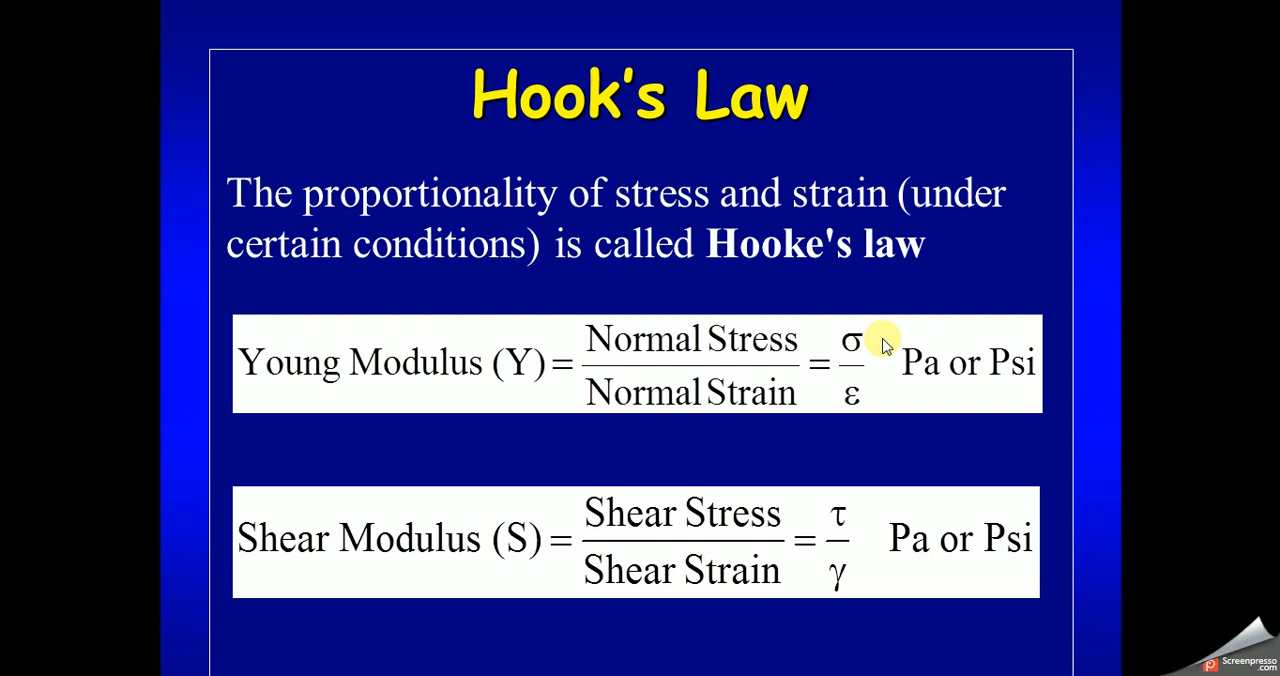 Hook's Law
The proportionality of stress and strain (under
certain conditions) is called Hooke's law
Young Modulus (Y) = Normal Stress / Normal Strain = σ / ε Pa or Psi
Shear Modulus (S) = Shear Stress / Shear Strain = τ / γ Pa or Psi
Screenpresso
.com